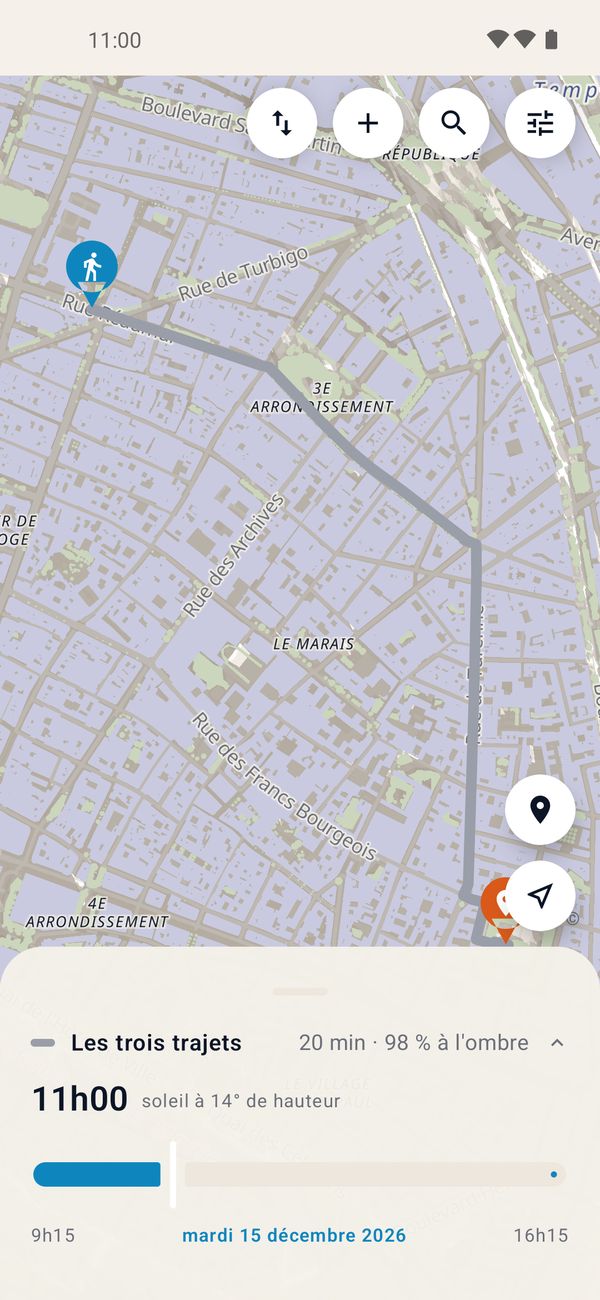 11:00
Boulevard
RÉPUBLIQUE
Rue de Turbigo
Rue Réaumur
3E
ARRONDISSEMENT
Rue des Archives
LE MARAIS
Rue des Francs Bourgeois
4E
ARRONDISSEMENT
©
Les trois trajets
20 min · 98 % à l'ombre
11h00
soleil à 14° de hauteur
9h15
mardi 15 décembre 2026
16h15